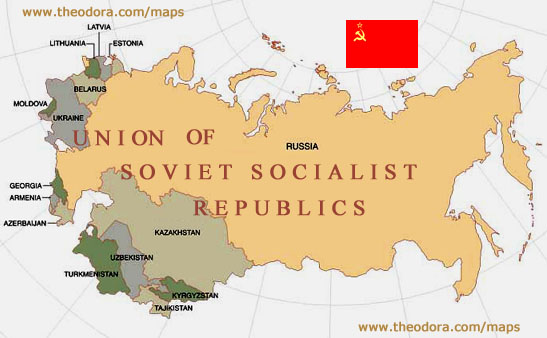 www.theodora.com/maps
LATVIA
LITHUANIA
ESTONIA
BELARUS
MOLDOVA
UKRAINE
UNION OF
RUSSIA
SOVIET SOCIALIST
GEORGIA
ARMENIA
REPUBLICS
AZERBAIJAN
KAZAKHSTAN
UZBEKISTAN
TURKMENISTAN
KYRGYZSTAN
TAJIKISTAN
www.theodora.com/maps